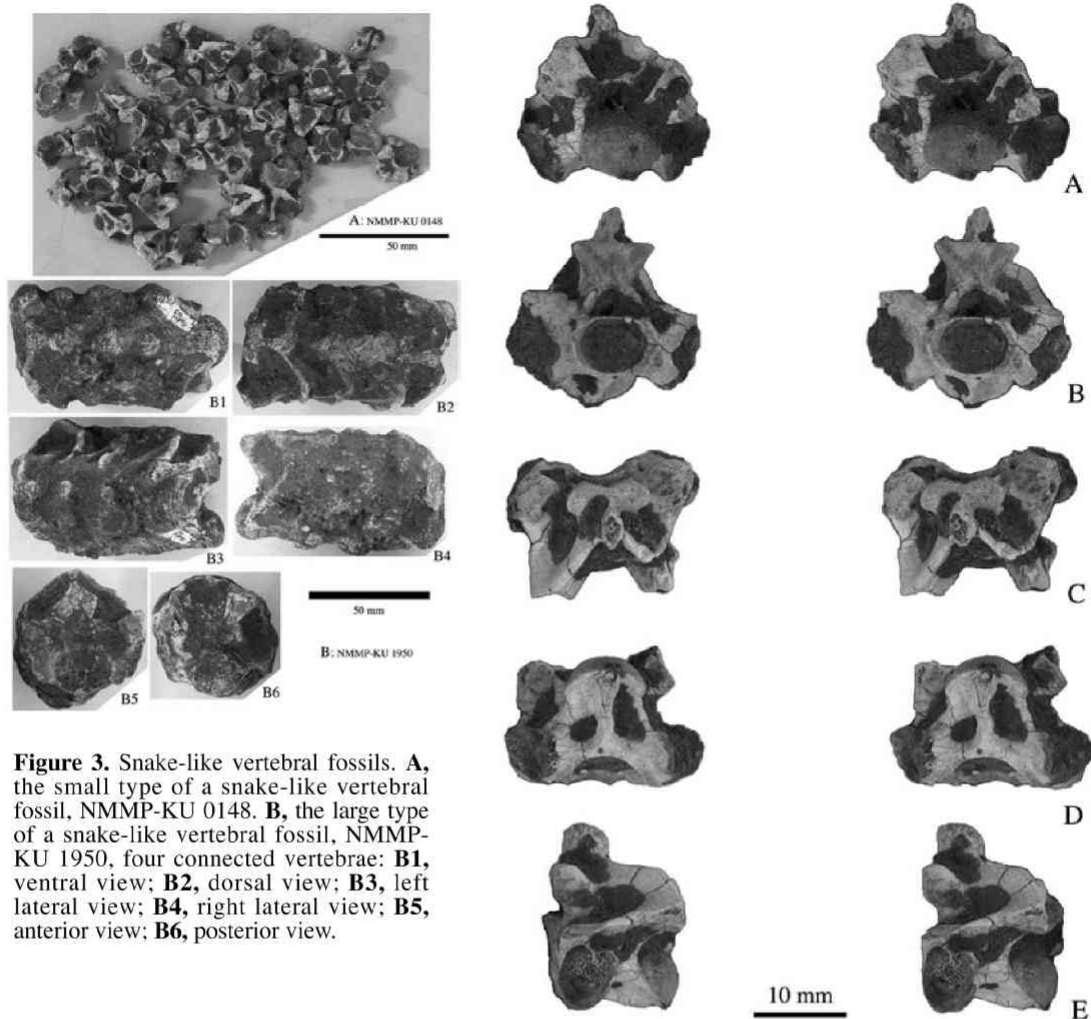 A: NMMP-KU 0148
50 mm
B1
B2
B3
B4
B5
B6
50 mm
B: NMMP-KU 1950
Figure 3. Snake-like vertebral fossils. A,
the small type of a snake-like vertebral
fossil, NMMP-KU 0148. B, the large type
of a snake-like vertebral fossil, NMMP-
KU 1950, four connected vertebrae: B1,
ventral view; B2, dorsal view; B3, left
lateral view; B4, right lateral view; B5,
anterior view; B6, posterior view.
A
B
C
D
10 mm
E